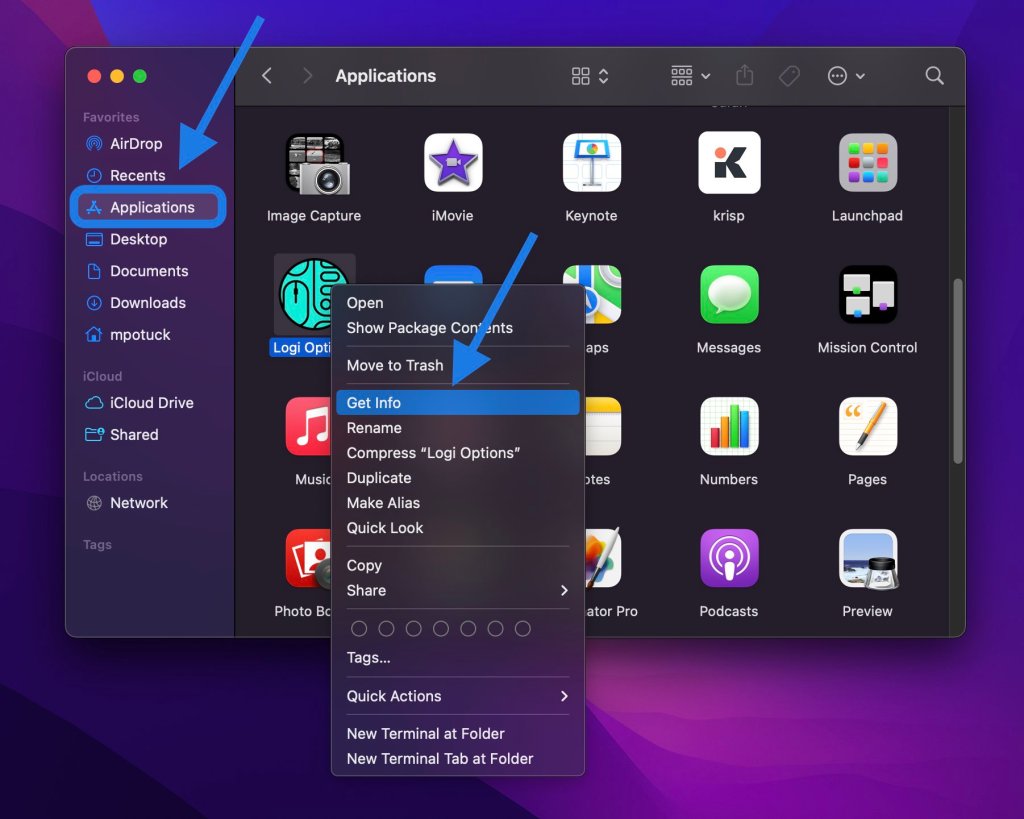 Applications
Favorites
AirDrop
Recents
Applications
Desktop
Documents
Downloads
mpotuck
iCloud
iCloud Drive
Shared
Locations
Network
Tags
Image Capture
iMovie
Keynote
krisp
Launchpad
Logi Opti
aps
Messages
Mission Control
Music
otes
Numbers
Pages
Photo Bo
ator Pro
Podcasts
Preview
Open
Show Package Contents
Move to Trash
Get Info
Rename
Compress “Logi Options”
Duplicate
Make Alias
Quick Look
Copy
Share
Tags...
Quick Actions
New Terminal at Folder
New Terminal Tab at Folder